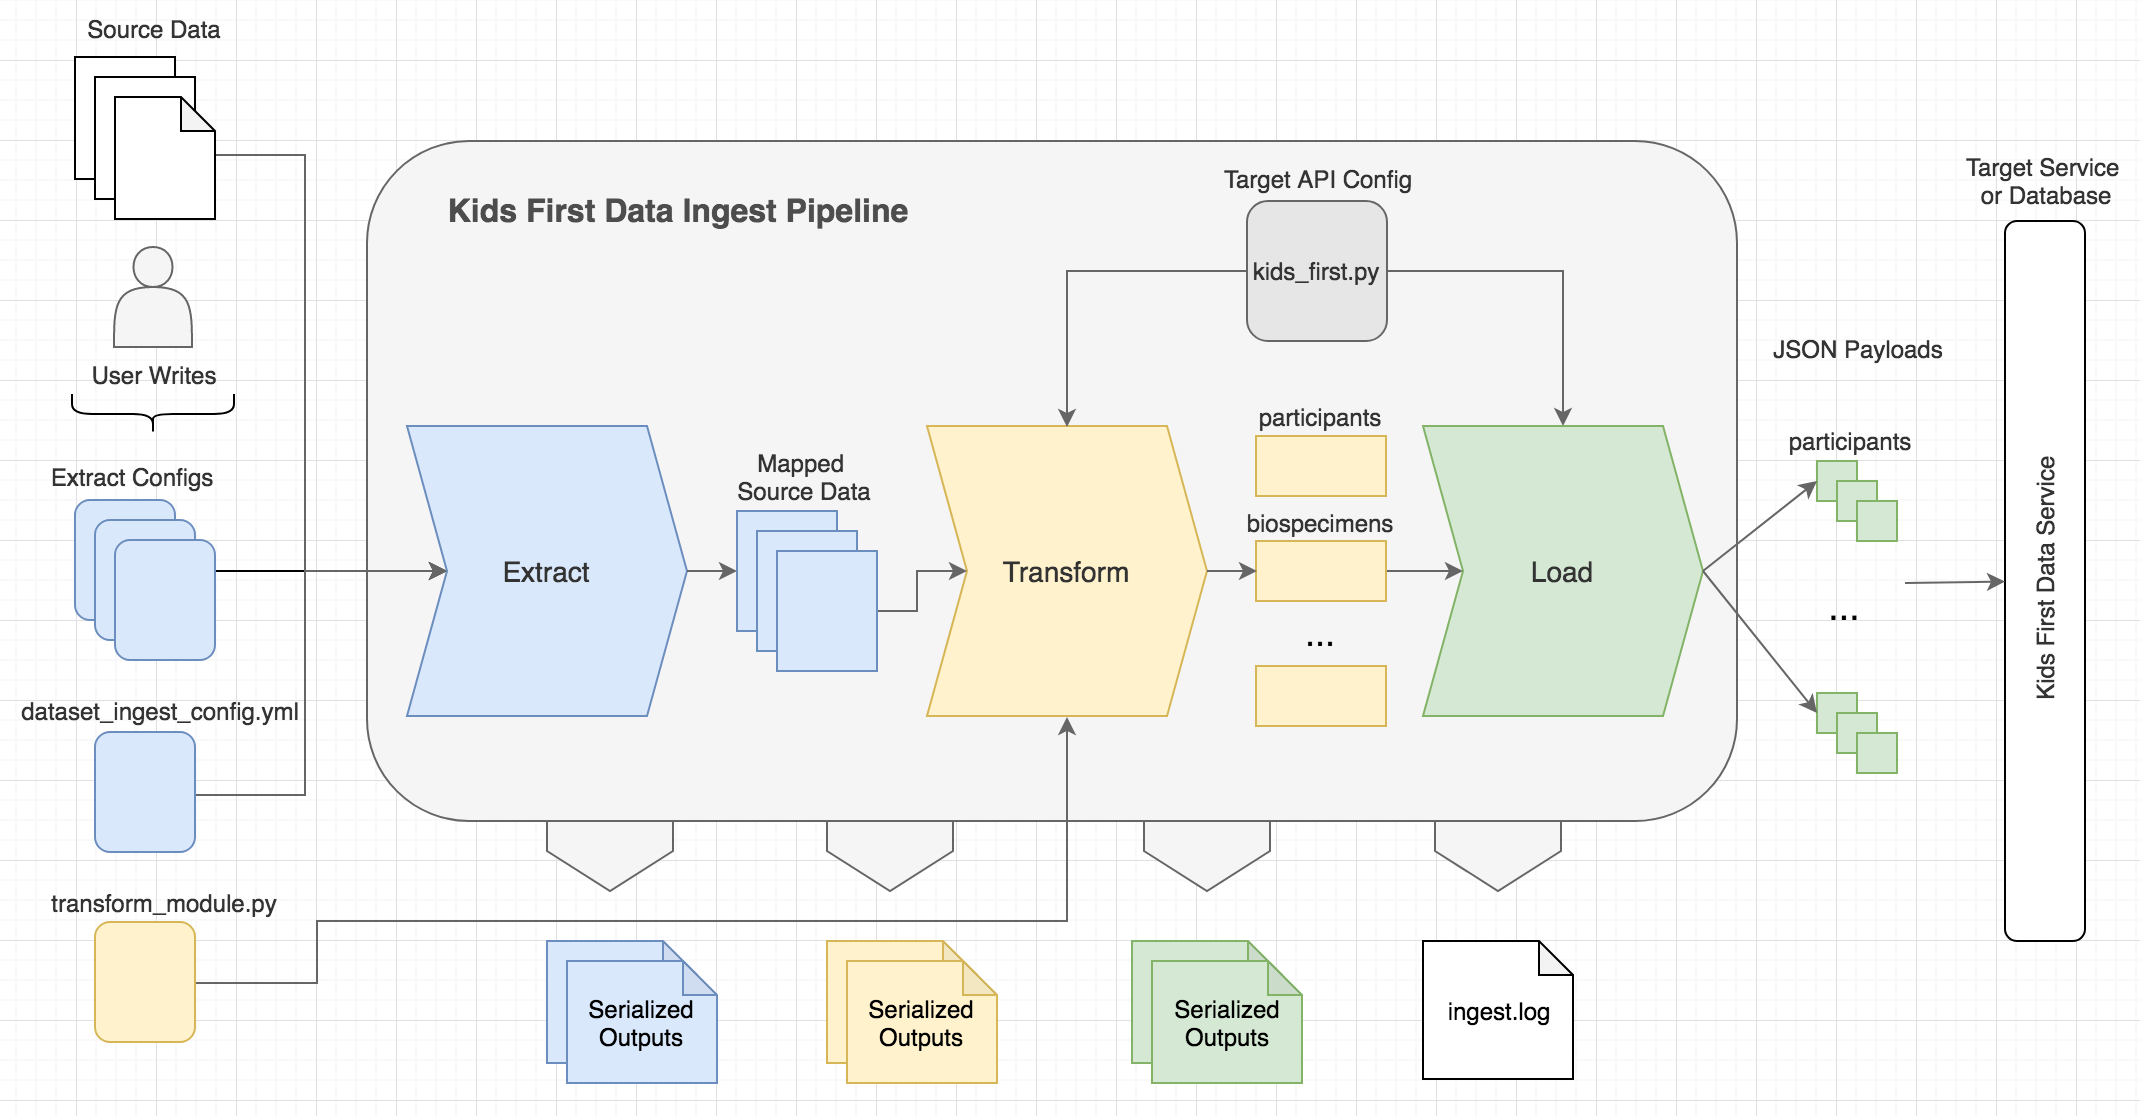 Source Data
User Writes
Extract Configs
dataset_ingest_config.yml
transform_module.py
Kids First Data Ingest Pipeline
Target API Config
kids_first.py
Extract
Mapped
Source Data
Transform
participants
biospecimens
...
Load
JSON Payloads
participants
...
Target Service
or Database
Kids First Data Service
Serialized
Outputs
Serialized
Outputs
Serialized
Outputs
ingest.log